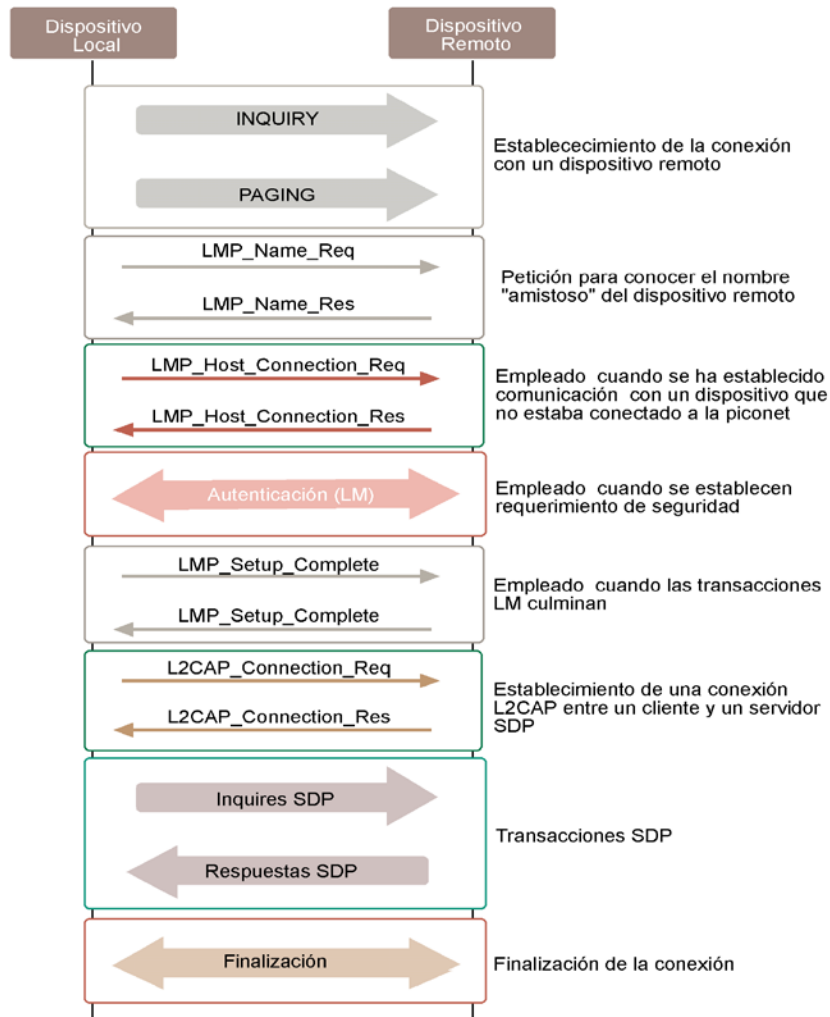 Dispositivo
Local
Dispositivo
Remoto
INQUIRY
PAGING
Establececimiento de la conexión
con un dispositivo remoto
LMP_Name_Req
LMP_Name_Res
Petición para conocer el nombre
"amistoso" del dispositivo remoto
LMP_Host_Connection_Req
LMP_Host_Connection_Res
Empleado cuando se ha establecido
comunicación con un dispositivo que
no estaba conectado a la piconet
Autenticación (LM)
Empleado cuando se establecen
requerimiento de seguridad
LMP_Setup_Complete
LMP_Setup_Complete
Empleado cuando las transacciones
LM culminan
L2CAP_Connection_Req
L2CAP_Connection_Res
Establecimiento de una conexión
L2CAP entre un cliente y un servidor
SDP
Inquires SDP
Respuestas SDP
Transacciones SDP
Finalización
Finalización de la conexión